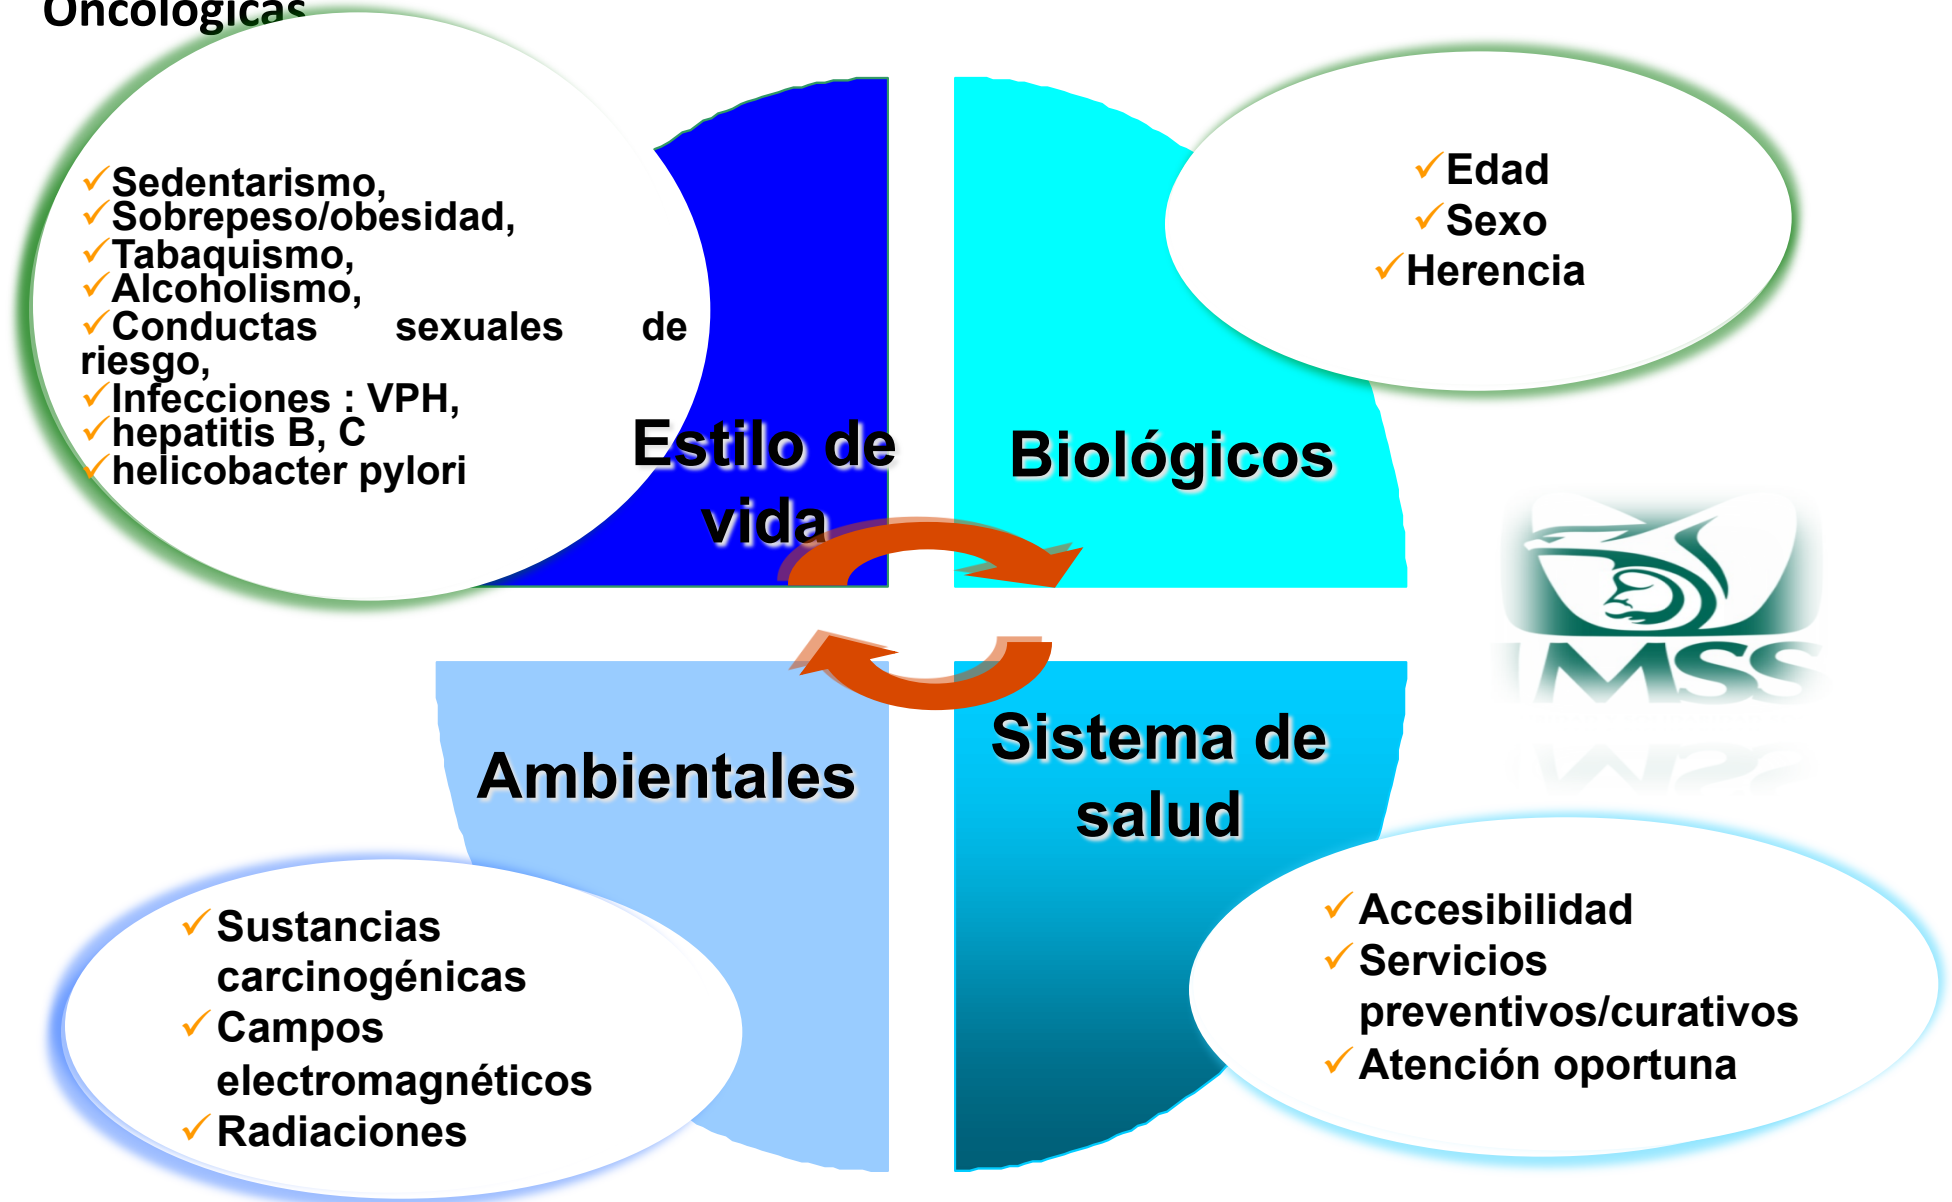 Oncológicas
✓Sedentarismo,
✓Sobrepeso/obesidad,
✓Tabaquismo,
✓Alcoholismo,
✓Conductas sexuales de
riesgo,
✓Infecciones : VPH,
✓hepatitis B, C
✓helicobacter pylori
Estilo de
vida
Biológicos
✓Edad
✓Sexo
✓Herencia
IMSS
Ambientales
✓Sustancias
carcinogénicas
✓Campos
electromagnéticos
✓Radiaciones
Sistema de
salud
✓Accesibilidad
✓Servicios
preventivos/curativos
✓Atención oportuna